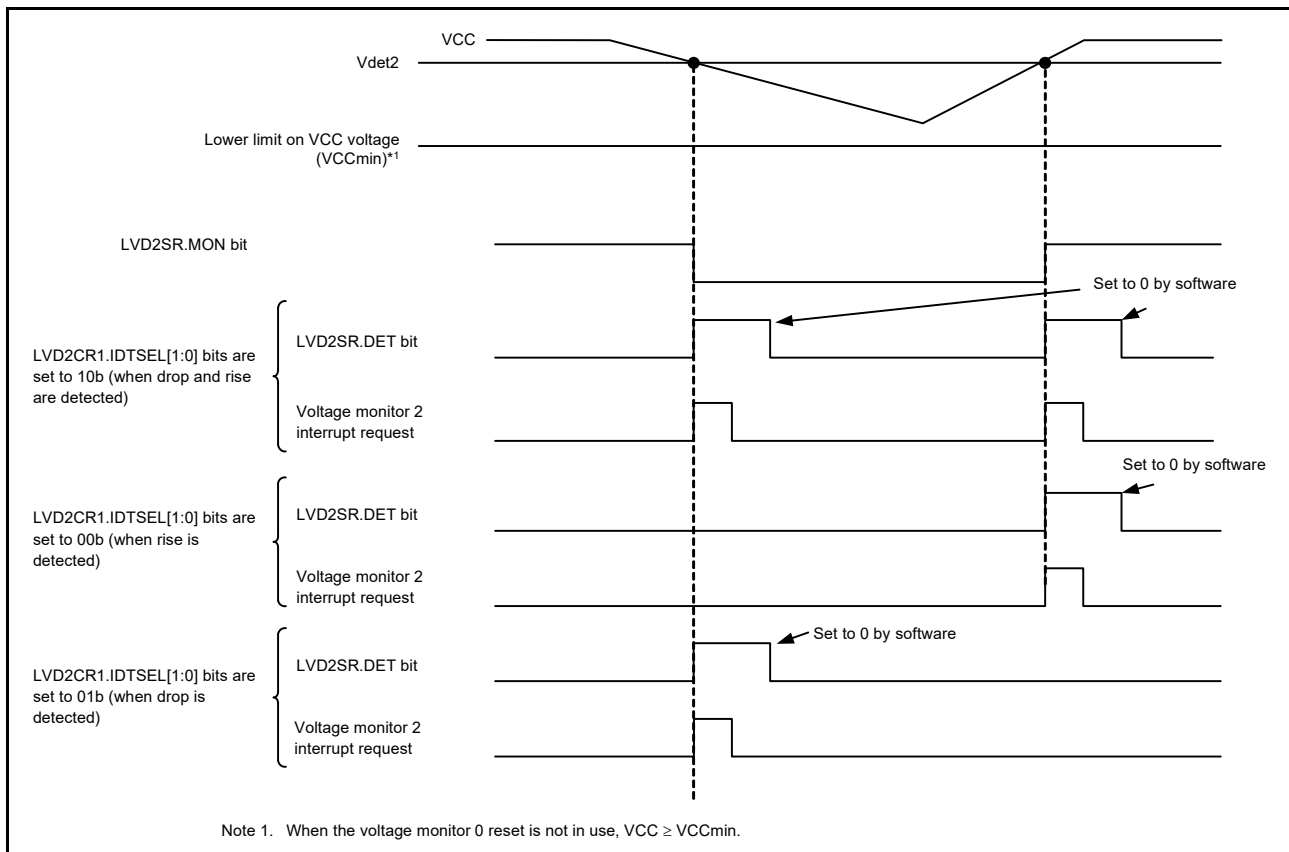 VCC
Vdet2
Lower limit on VCC voltage
(VCCmin)*1
LVD2SR.MON bit
Set to 0 by software
LVD2CR1.IDTSEL[1:0] bits are
set to 10b (when drop and rise
are detected)
LVD2SR.DET bit
Voltage monitor 2
interrupt request
Set to 0 by software
LVD2CR1.IDTSEL[1:0] bits are
set to 00b (when rise is
detected)
LVD2SR.DET bit
Voltage monitor 2
interrupt request
Set to 0 by software
LVD2CR1.IDTSEL[1:0] bits are
set to 01b (when drop is
detected)
LVD2SR.DET bit
Voltage monitor 2
interrupt request
Note 1. When the voltage monitor 0 reset is not in use, VCC ≥ VCCmin.